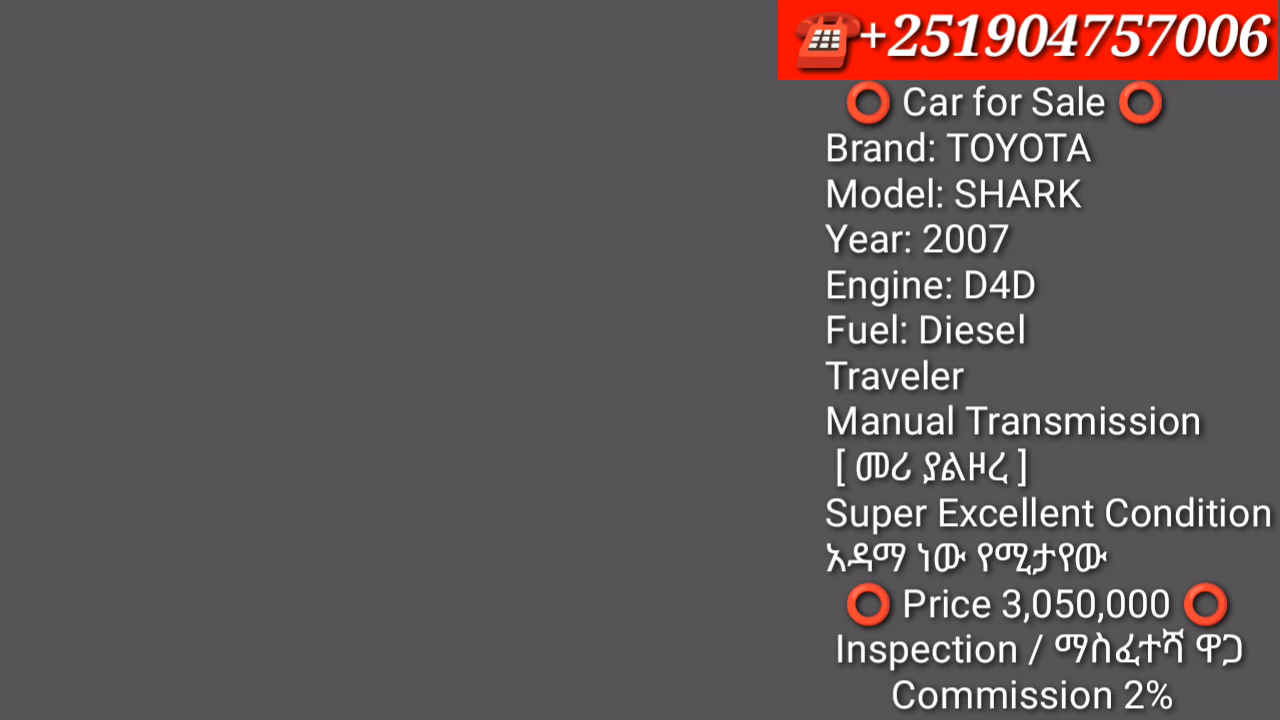 ☎️+251904757006
⭕ Car for Sale ⭕
Brand: TOYOTA
Model: SHARK
Year: 2007
Engine: D4D
Fuel: Diesel
Traveler
Manual Transmission
[ መሪ ያልዞረ ]
Super Excellent Condition
አዳማ ነው የሚታየው
⭕ Price 3,050,000 ⭕
Inspection / ማስፈተሻ ዋጋ
Commission 2%